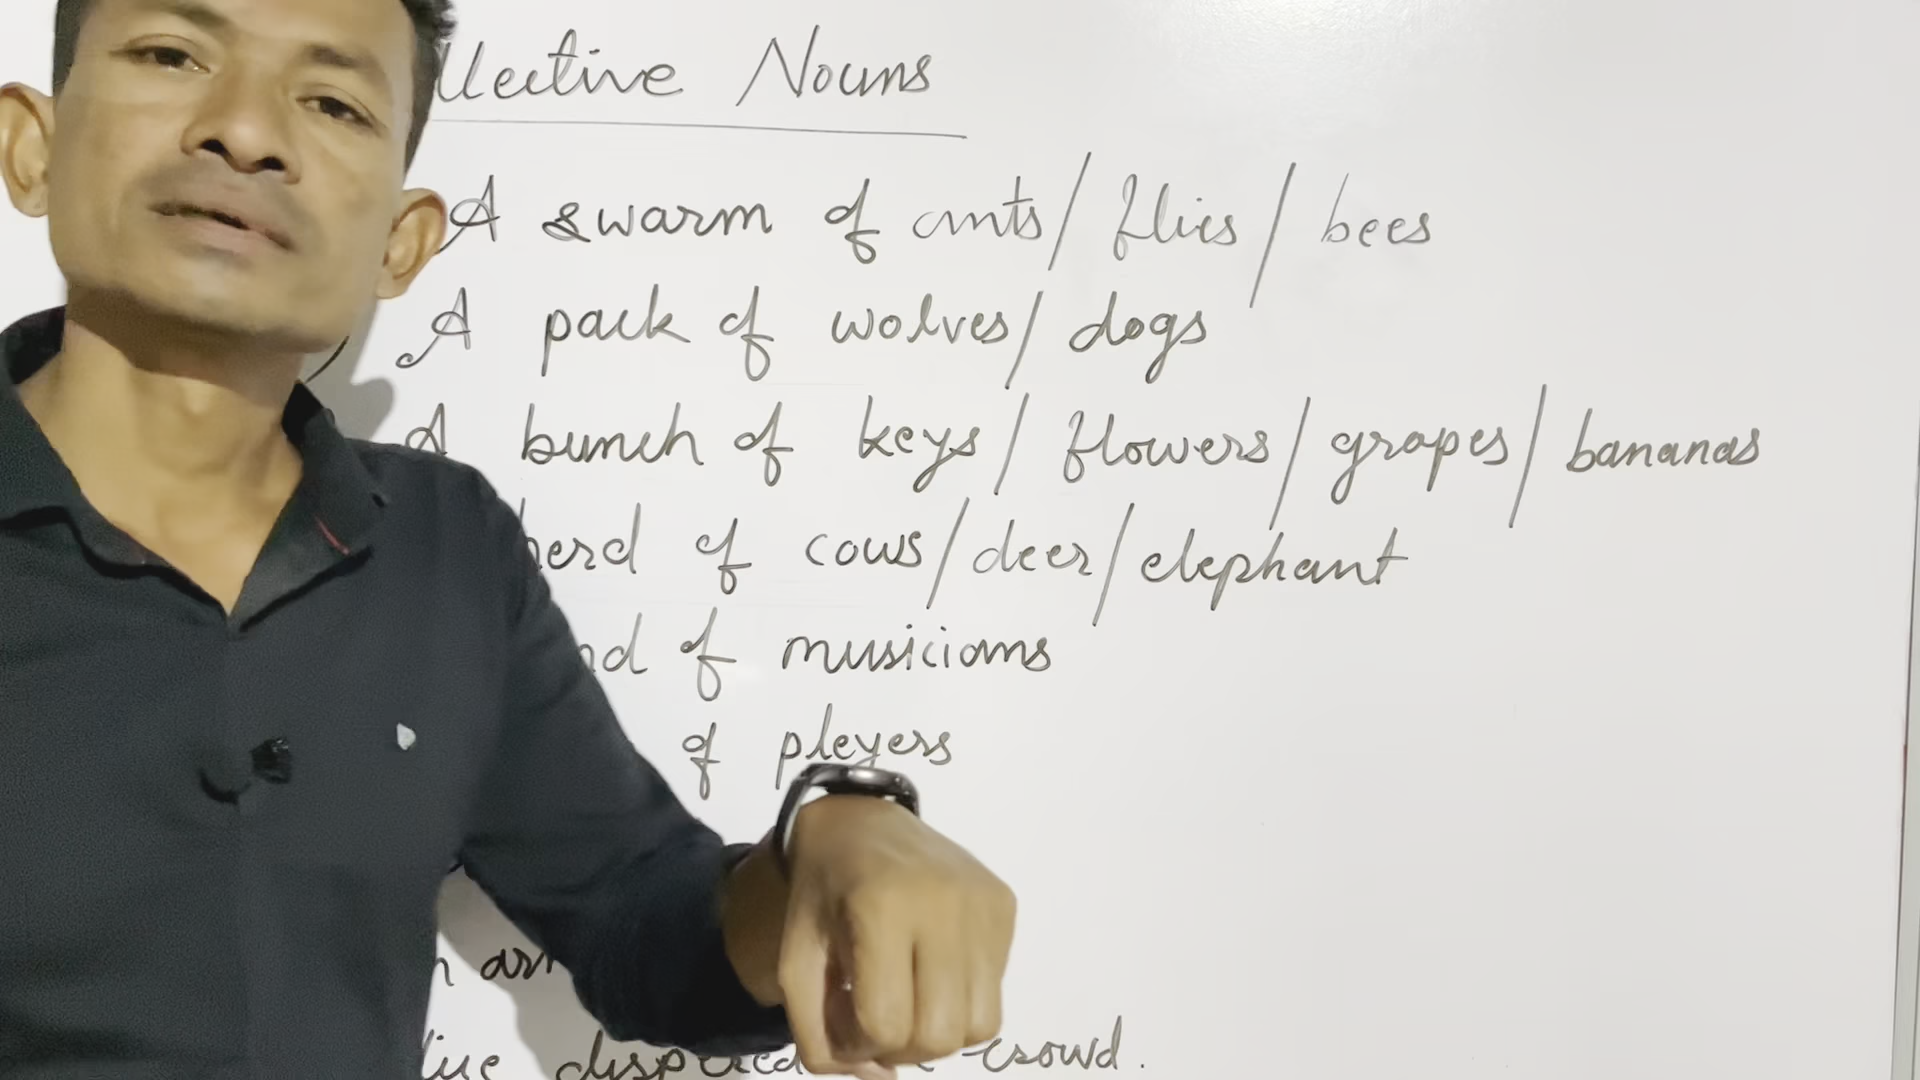 llective Nouns
A swarm of ants/ flies/ bees
A pack of wolves/ dogs
A bunch of keys/ flowers/ grapes/ bananas
herd of cows/deer/elephant
nd of musicians
of pleyers
crowd.